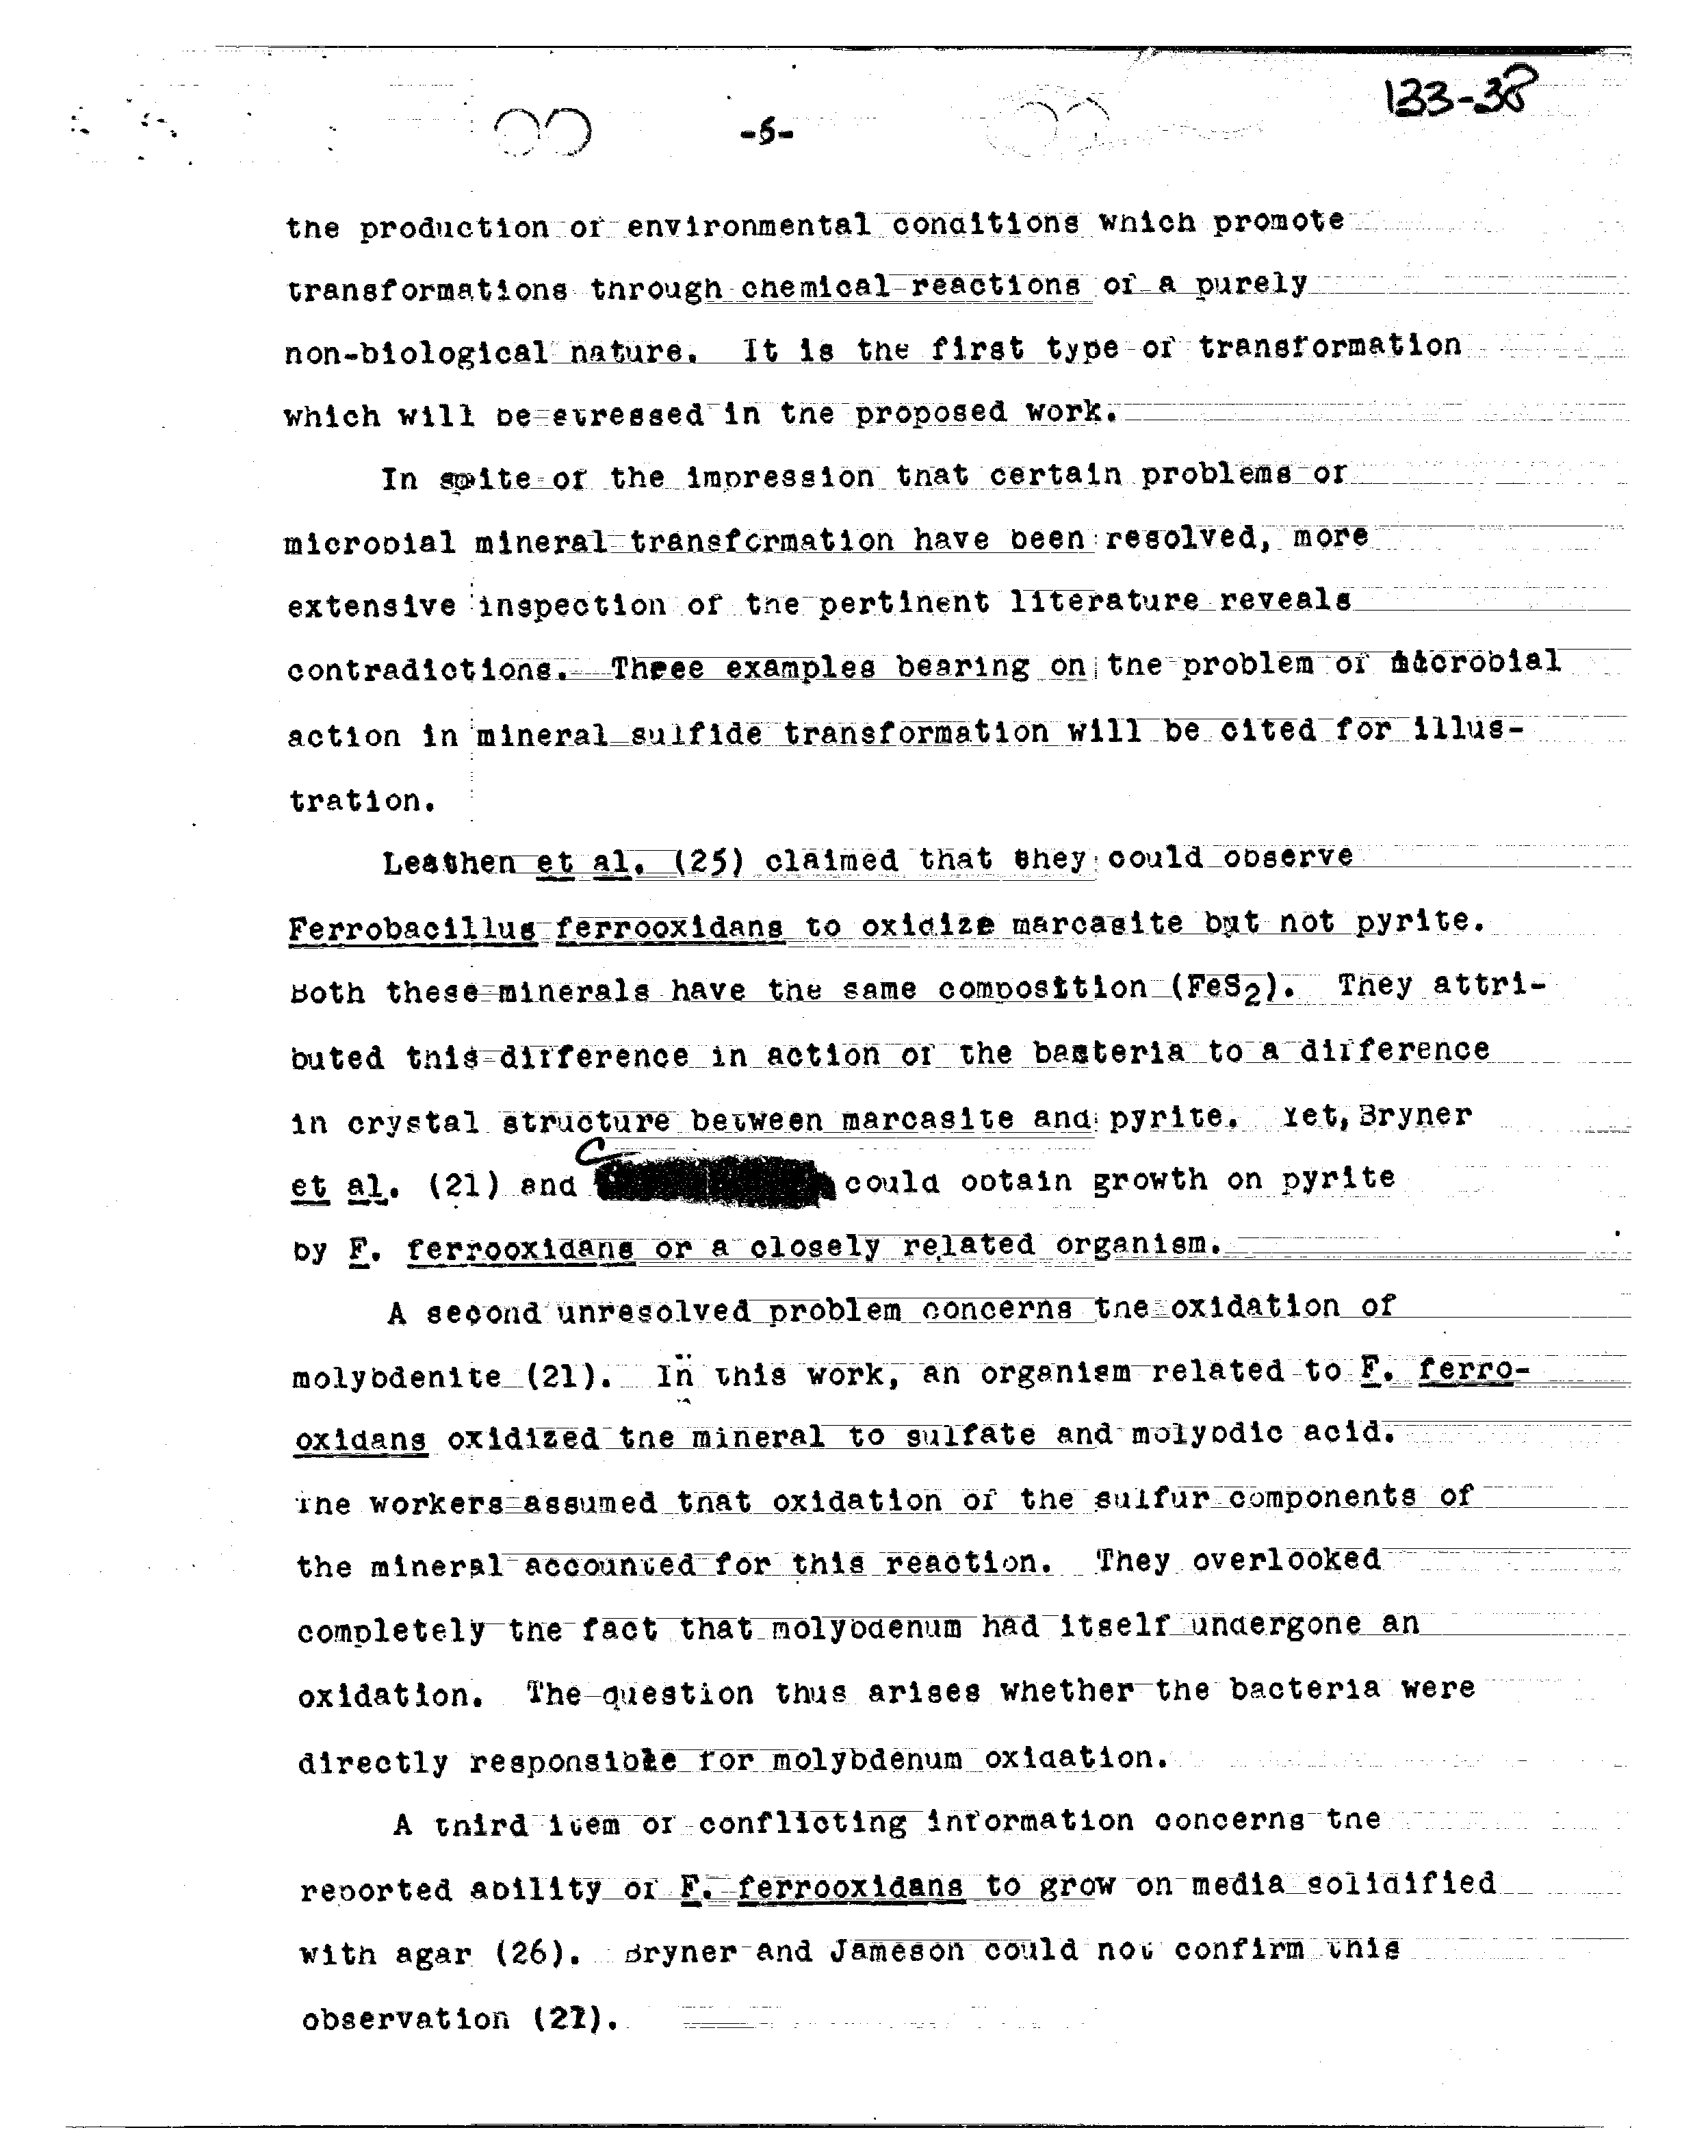 133-38
-5-
the production of environmental conditions which promote
transformations through chemical reactions of a purely
non-biological nature. It is the first type of transformation
which will be stressed in the proposed work.
In spite of the impression that certain problems of
microbial mineral transformation have been resolved, more
extensive inspection of the pertinent literature reveals
contradictions. Three examples bearing on the problem of microbial
action in mineral sulfide transformation will be cited for illus-
tration.
Leathen et al. (25) claimed that they could observe
Ferrobacillus ferrooxidans to oxidize marcasite but not pyrite.
Both these minerals have the same composition (FeS2). They attri-
buted this difference in action of the bacteria to a difference
in crystal structure between marcasite and pyrite. Yet, Bryner
et al. (21) and could obtain growth on pyrite
by F. ferrooxidans or a closely related organism.
A second unresolved problem concerns the oxidation of
molybdenite (21). In this work, an organism related to F. ferro-
oxidans oxidized the mineral to sulfate and molybdic acid.
The workers assumed that oxidation of the sulfur components of
the mineral accounted for this reaction. They overlooked
completely the fact that molybdenum had itself undergone an
oxidation. The question thus arises whether the bacteria were
directly responsible for molybdenum oxidation.
A third item of conflicting information concerns the
reported ability of F. ferrooxidans to grow on media solidified
with agar (26). Bryner and Jameson could not confirm this
observation